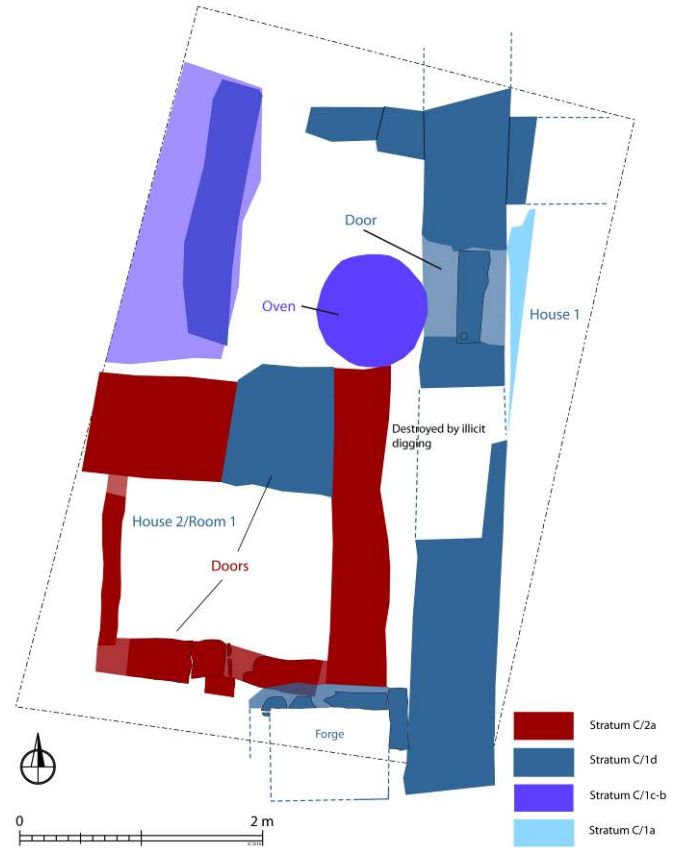 Door
Oven
House 1
Destroyed by illicit
digging
House 2/Room 1
Doors
Forge
Stratum C/2a
Stratum C/1d
Stratum C/1c-b
Stratum C/1a
0
2 m